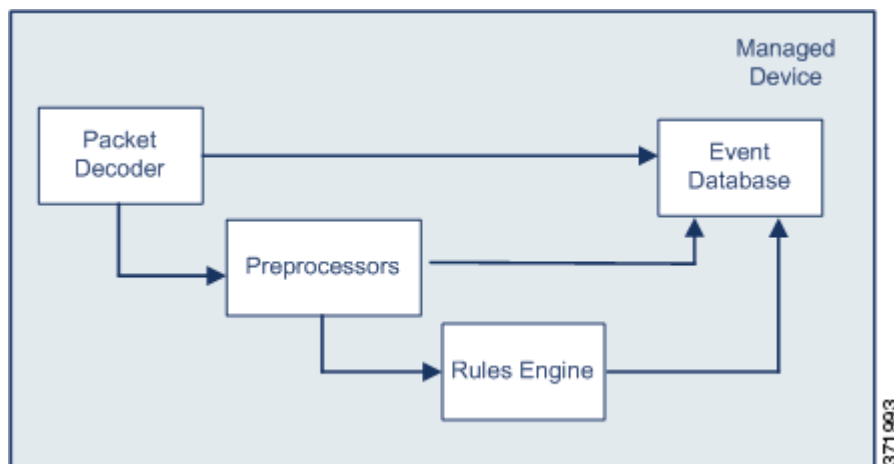 Managed
Device
Packet
Decoder
Event
Database
Preprocessors
Rules Engine
371993